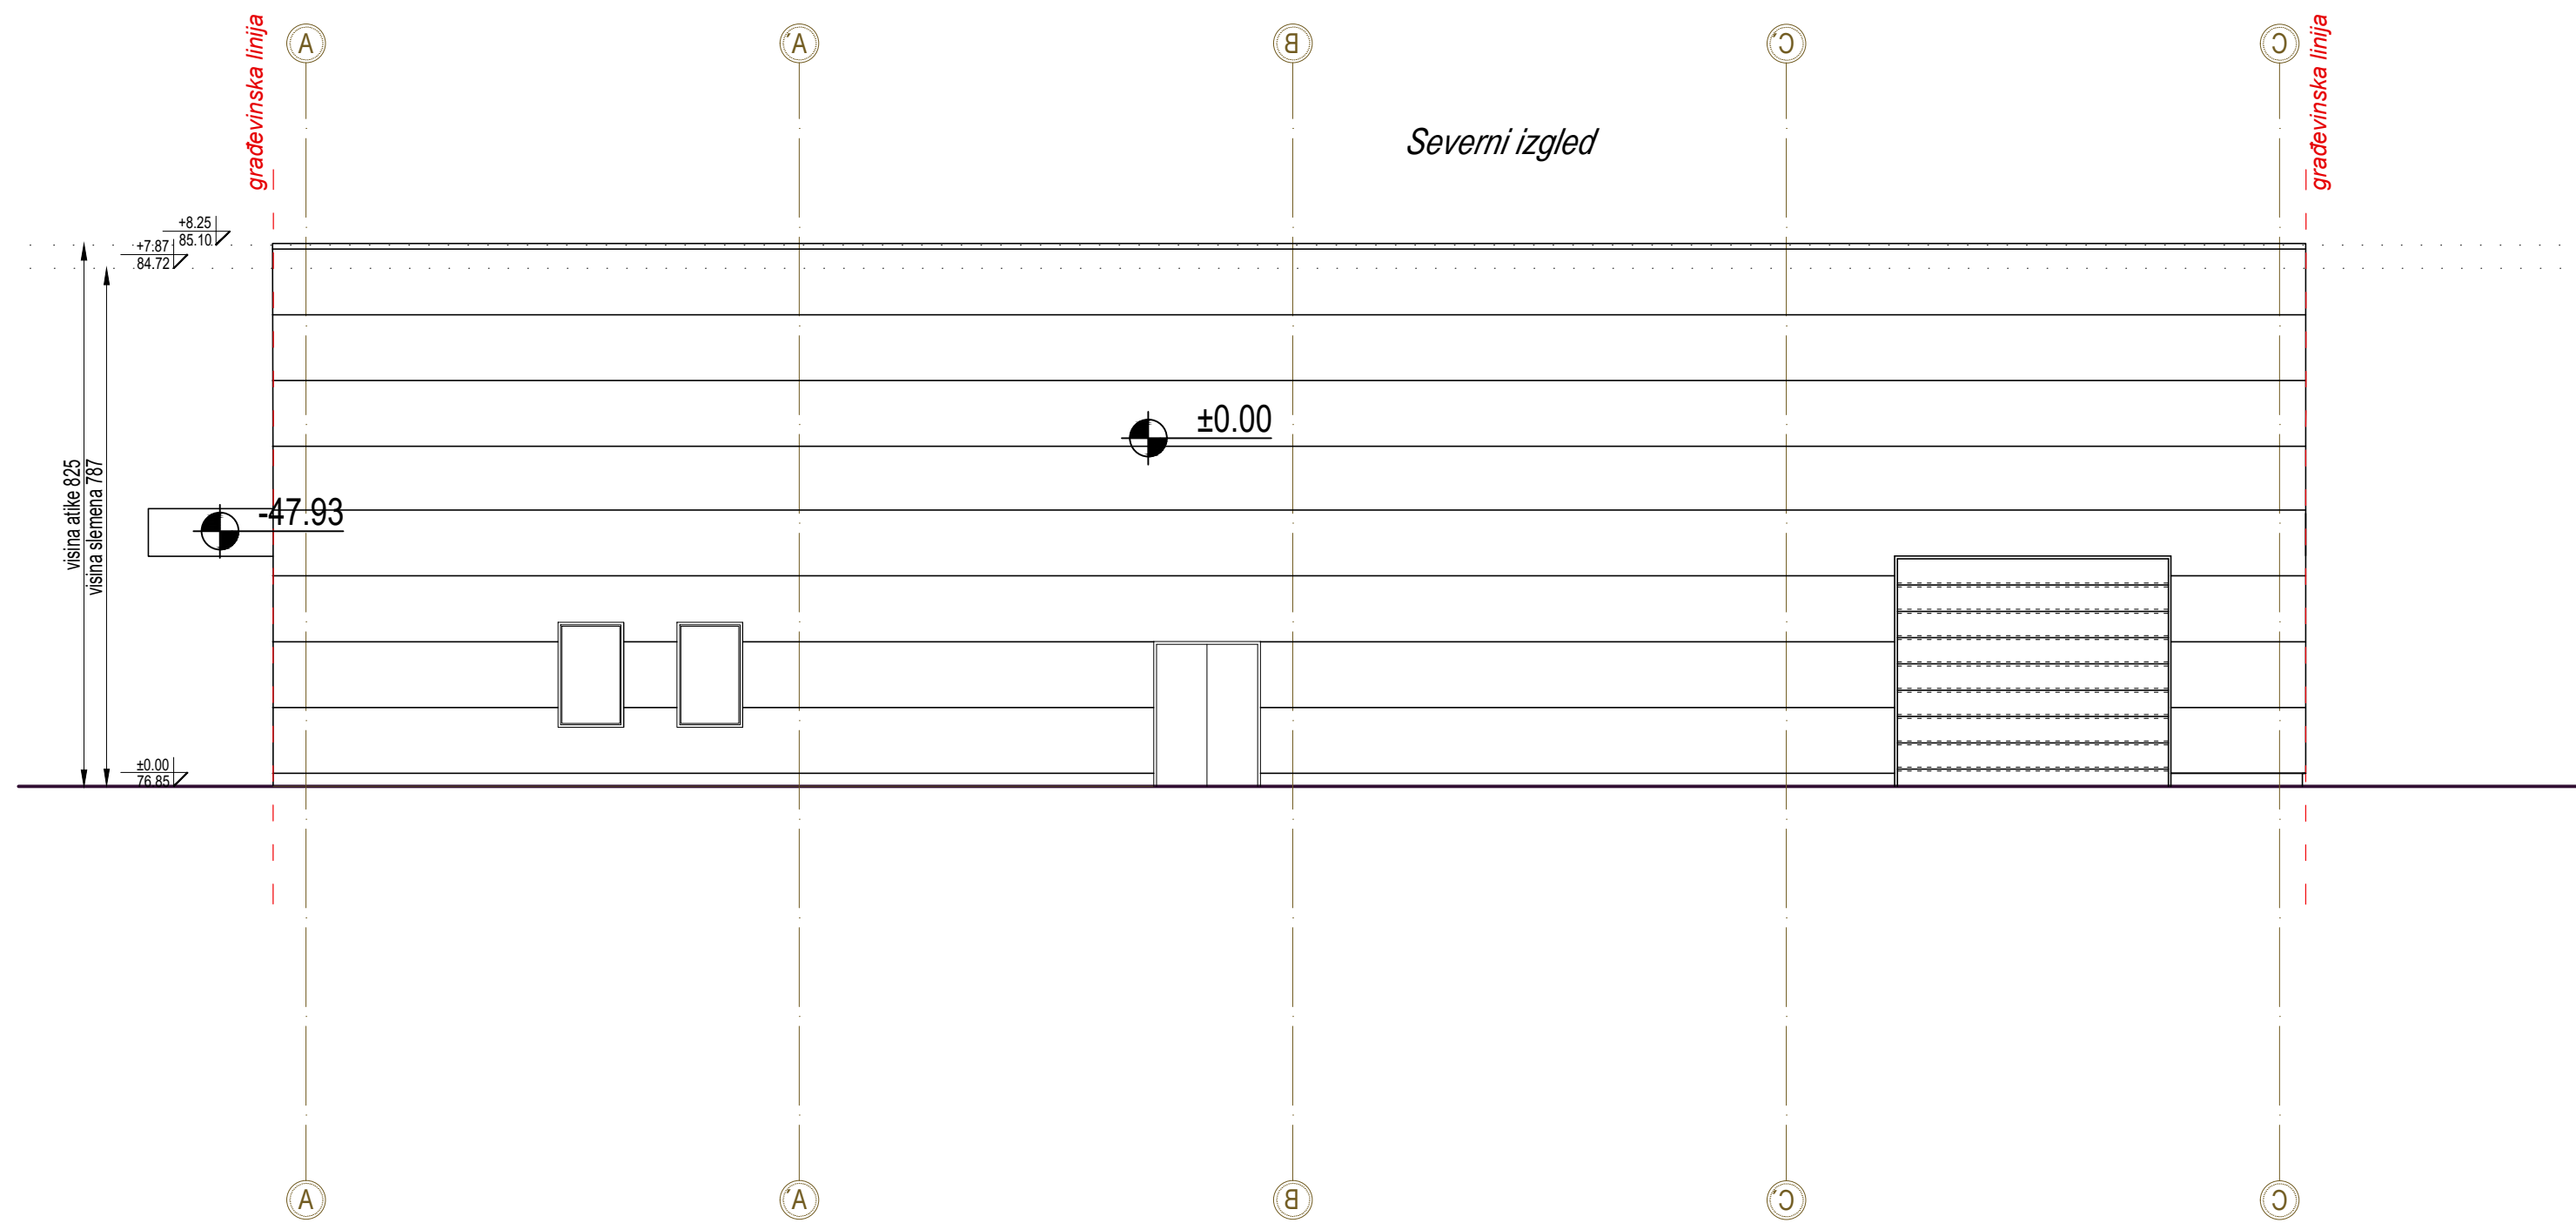 građevinska linija
A
A'
B
C'
C
građevinska linija
Severni izgled
+8.25
85.10
+7.87
84.72
±0.00
-47.93
visina atike 825
visina slemena 787
±0.00
76.85
A
A'
B
C'
C